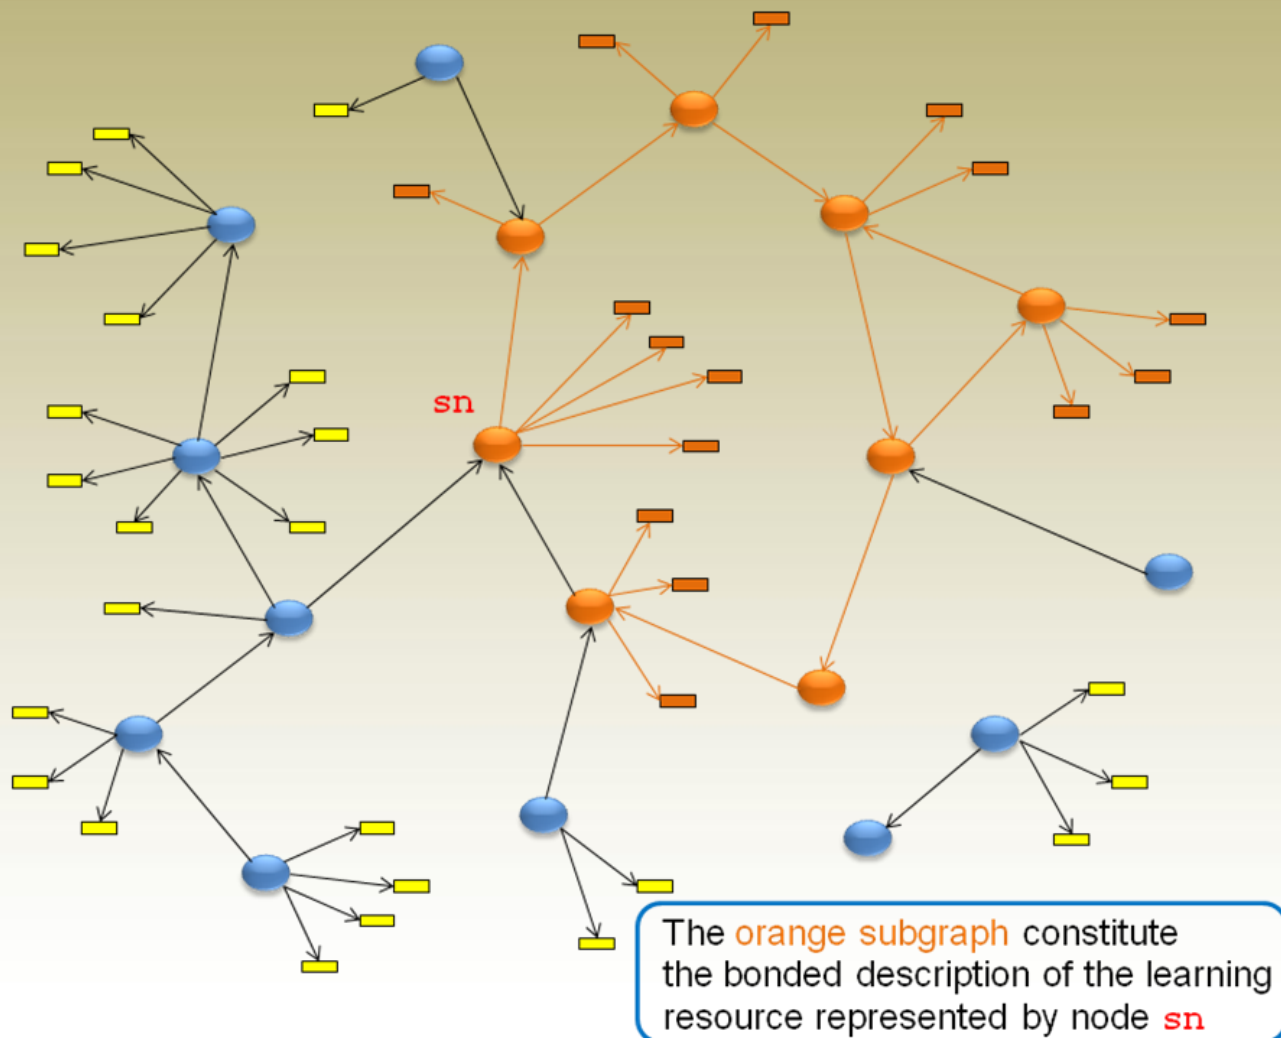 sn
The orange subgraph constitute
the bonded description of the learning
resource represented by node sn